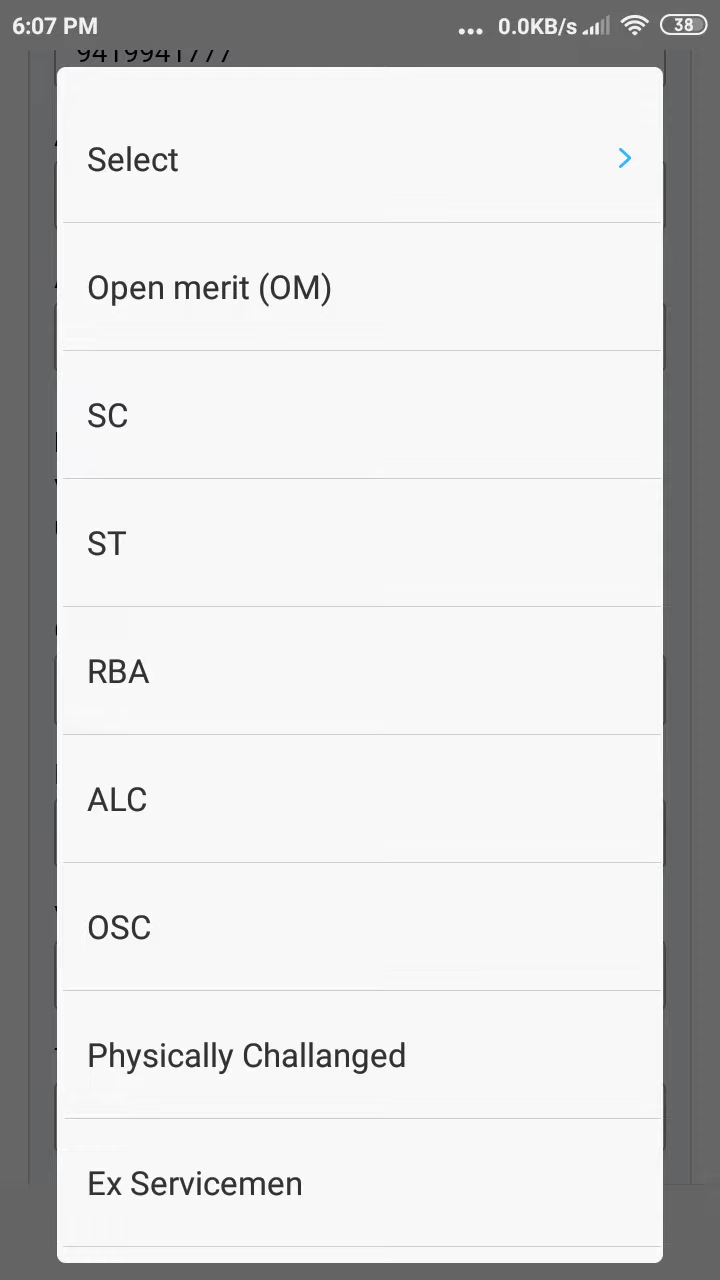 6:07 PM ... 0.0KB/s 38
9419941777
Select
Open merit (OM)
SC
ST
RBA
ALC
OSC
Physically Challanged
Ex Servicemen